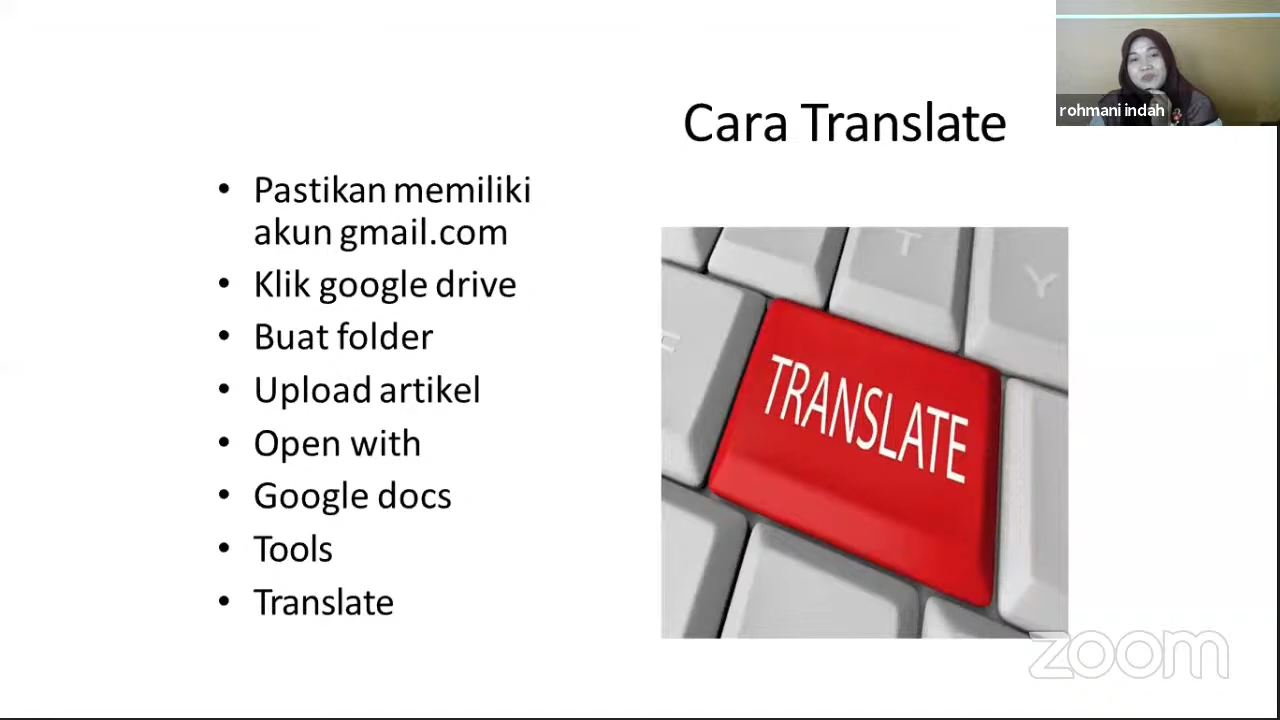 rohmani indah
Cara Translate
• Pastikan memiliki
akun gmail.com
• Klik google drive
• Buat folder
• Upload artikel
• Open with
• Google docs
• Tools
• Translate
T
Y
TRANSLATE
zoom